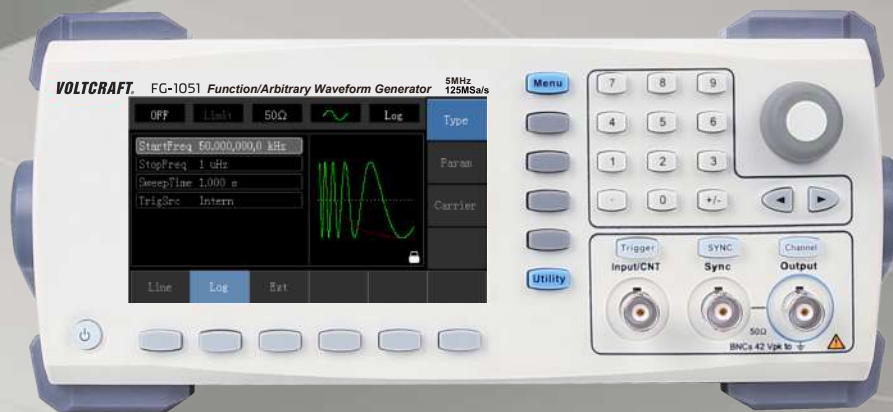 VOLTCRAFT. FG-1051 Function/Arbitrary Waveform Generator 5MHz
125MSa/s
OFF Limit 50Ω Log Type
StartFreq 50.000,000,0 kHz
StopFreq 1 uHz
SweepTime 1.000 s
TrigSrc Intern
Param
Carrier
Line Log Ext
Menu
Utility
7 8 9
4 5 6
1 2 3
· 0 +/-
Trigger SYNC Channel
Input/CNT Sync Output
50Ω
BNCs 42 Vpk to